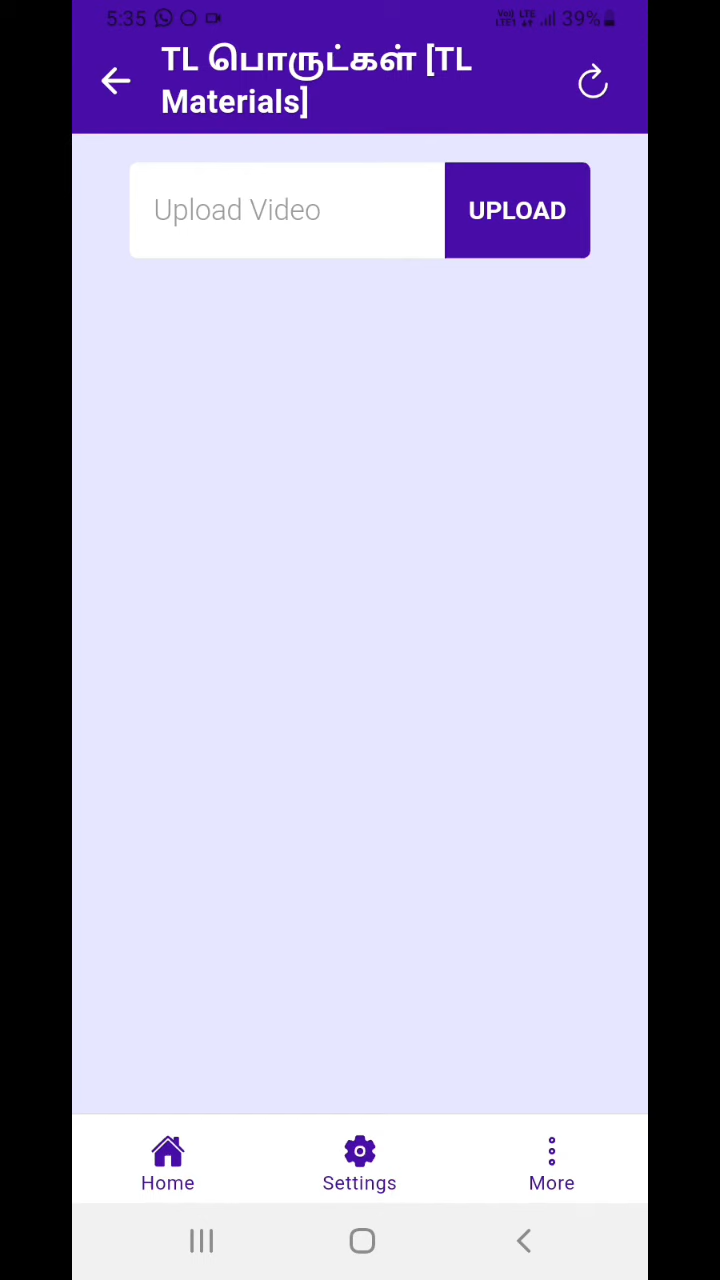 5:35
39%
TL பொருட்கள் [TL
Materials]
Upload Video
UPLOAD
Home
Settings
More